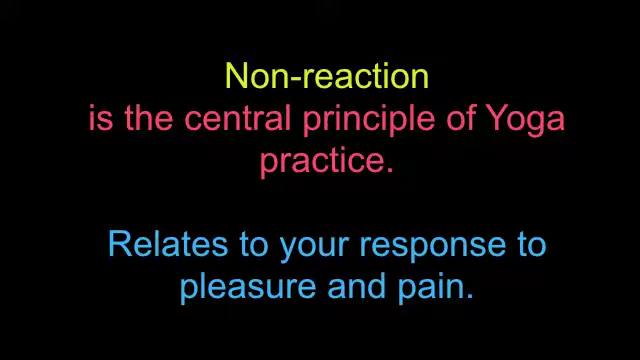 Non-reaction
is the central principle of Yoga
practice.
Relates to your response to
pleasure and pain.